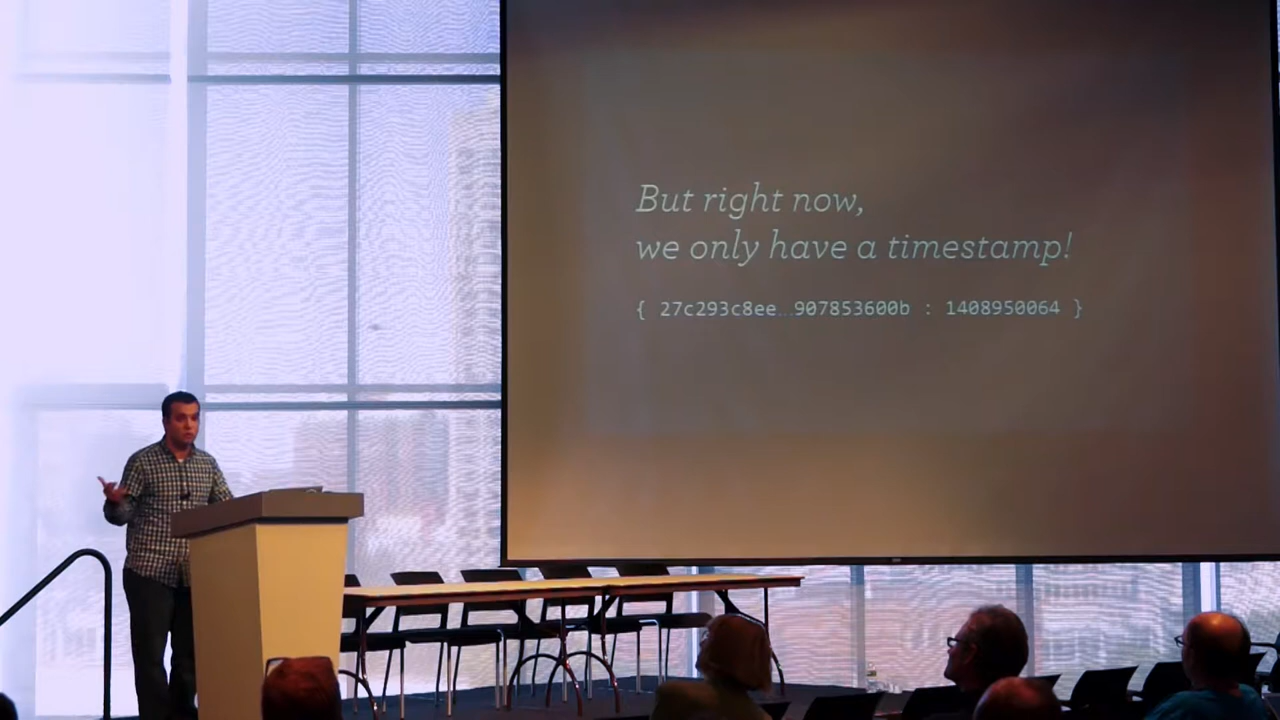 But right now,
we only have a timestamp!
{ 27c293c8ee…907853600b : 1408950064 }